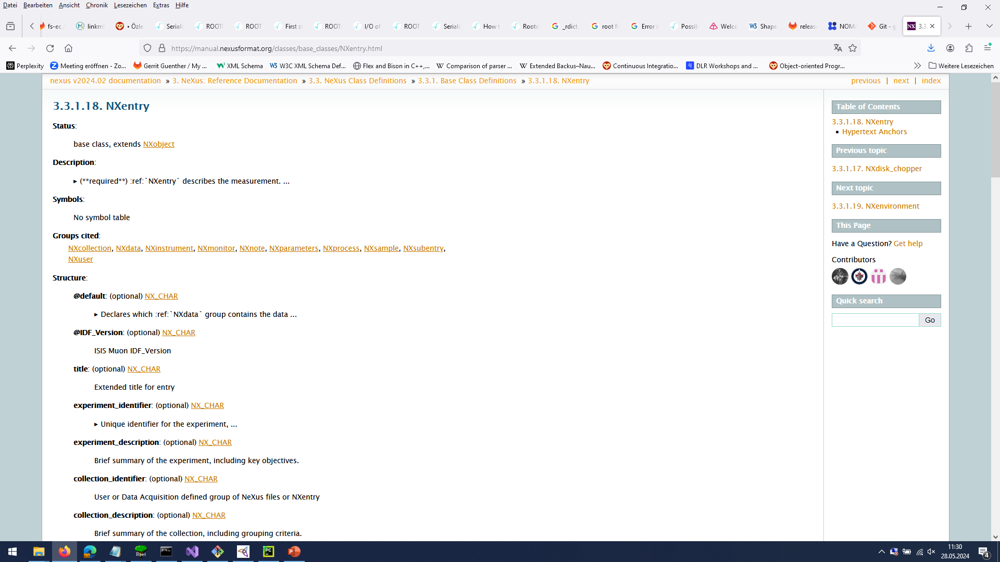 Datei Bearbeiten Ansicht Chronik Lesezeichen Extras Hilfe
fs-ec linkml • Özle Seriali ROOT ROOT First s ROOT I/O of ROOT Seriali How t Rootc _rdict. root fi Error i Possib Welco Shape releas NOMA Git - g 3.3.
https://manual.nexusformat.org/classes/base_classes/NXentry.html
Perplexity Meeting eröffnen - Zo... Gerrit Guenther / My ... XML Schema W3C XML Schema Def... Flex and Bison in C++,... Comparison of parser ... Extended Backus–Nau... Continuous Integratio... DLR Workshops and ... Object-oriented Progr... Weitere Lesezeichen
nexus v2024.02 documentation » 3. NeXus: Reference Documentation » 3.3. NeXus Class Definitions » 3.3.1. Base Class Definitions » 3.3.1.18. NXentry previous | next | index
3.3.1.18. NXentry
Status:
base class, extends NXobject
Description:
▸ (**required**) :ref:`NXentry` describes the measurement. ...
Symbols:
No symbol table
Groups cited:
NXcollection, NXdata, NXinstrument, NXmonitor, NXnote, NXparameters, NXprocess, NXsample, NXsubentry,
NXuser
Structure:
@default: (optional) NX_CHAR
▸ Declares which :ref:`NXdata` group contains the data ...
@IDF_Version: (optional) NX_CHAR
ISIS Muon IDF_Version
title: (optional) NX_CHAR
Extended title for entry
experiment_identifier: (optional) NX_CHAR
▸ Unique identifier for the experiment, ...
experiment_description: (optional) NX_CHAR
Brief summary of the experiment, including key objectives.
collection_identifier: (optional) NX_CHAR
User or Data Acquisition defined group of NeXus files or NXentry
collection_description: (optional) NX_CHAR
Brief summary of the collection, including grouping criteria.
Table of Contents
3.3.1.18. NXentry
▪ Hypertext Anchors
Previous topic
3.3.1.17. NXdisk_chopper
Next topic
3.3.1.19. NXenvironment
This Page
Have a Question? Get help
Contributors
Quick search
Go
11:30
28.05.2024
4